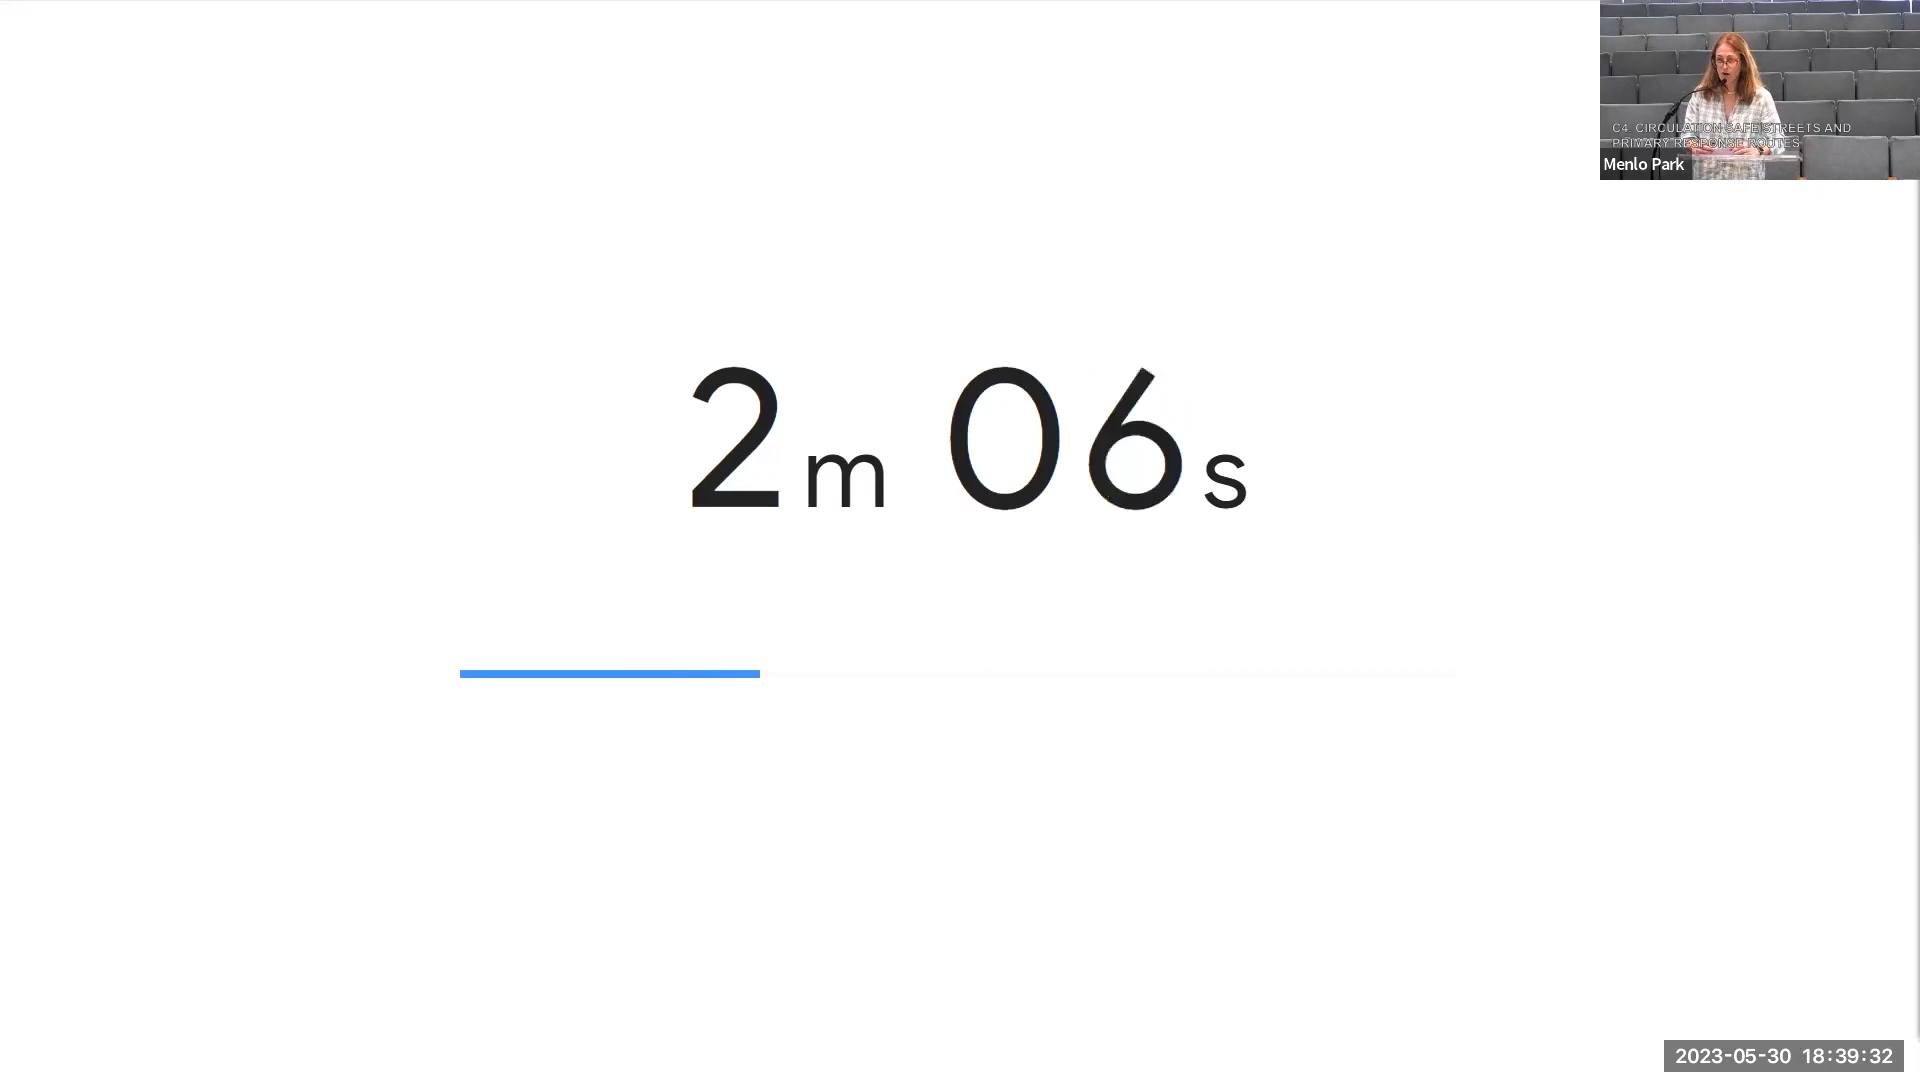 C4 CIRCULATION SAFE STREETS AND
PRIMARY RESPONSE ROUTES
Menlo Park
2m 06s
2023-05-30 18:39:32